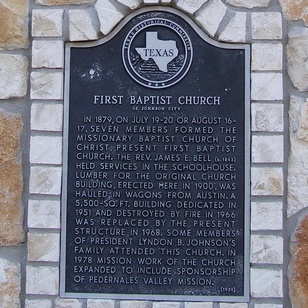 TEXAS HISTORICAL COMMISSION
TEXAS
FIRST BAPTIST CHURCH
OF JOHNSON CITY
IN 1879, ON JULY 19-20 OR AUGUST 16-
17, SEVEN MEMBERS FORMED THE
MISSIONARY BAPTIST CHURCH OF
CHRIST, PRESENT FIRST BAPTIST
CHURCH. THE REV. JAMES E. BELL
HELD SERVICES IN THE SCHOOLHOUSE.
LUMBER FOR THE ORIGINAL CHURCH
BUILDING, ERECTED HERE IN 1900, WAS
HAULED IN WAGONS FROM AUSTIN. A
5,500-SQ. FT. BUILDING DEDICATED IN
1951 AND DESTROYED BY FIRE IN 1966
WAS REPLACED BY THE PRESENT
STRUCTURE IN 1968. SOME MEMBERS
OF PRESIDENT LYNDON B. JOHNSON'S
FAMILY ATTENDED THIS CHURCH. IN
1978 MISSION WORK OF THE CHURCH
EXPANDED TO INCLUDE SPONSORSHIP
OF PEDERNALES VALLEY MISSION.